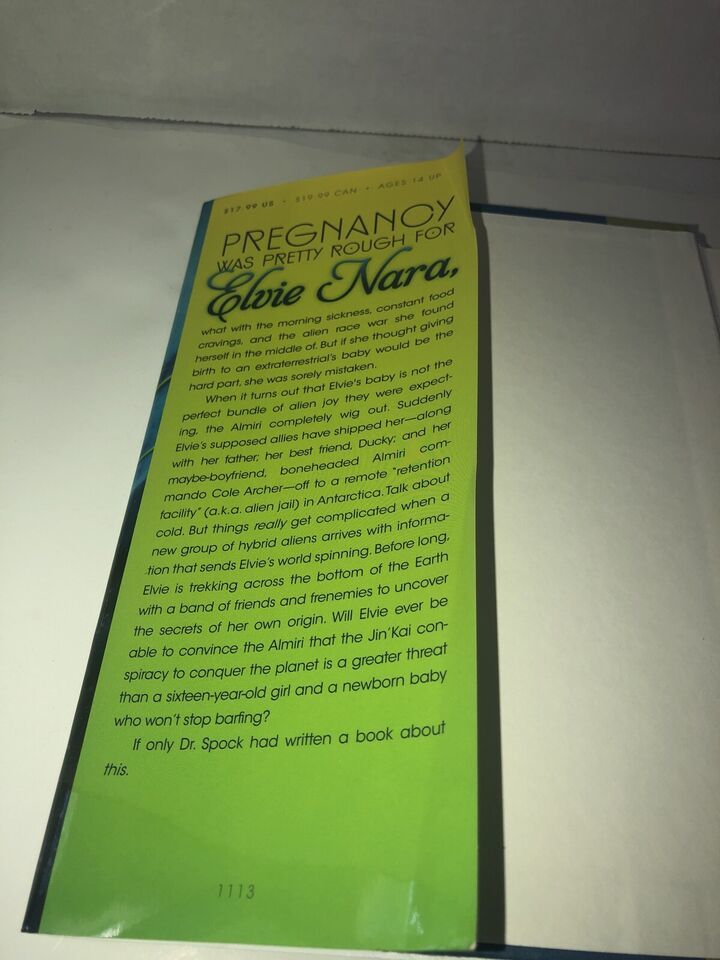 $17.99 US • $19.99 CAN • AGES 14 UP
PREGNANCY
WAS PRETTY ROUGH FOR
Elvie Nara,
what with the morning sickness, constant food
cravings, and the alien race war she found
herself in the middle of. But if she thought giving
birth to an extraterrestrial's baby would be the
hard part, she was sorely mistaken.
When it turns out that Elvie's baby is not the
perfect bundle of alien joy they were expect-
ing, the Almiri completely wig out. Suddenly
Elvie's supposed allies have shipped her—along
with her father; her best friend, Ducky; and her
maybe-boyfriend, boneheaded Almiri com-
mando Cole Archer—off to a remote "retention
facility" (a.k.a. alien jail) in Antarctica. Talk about
cold. But things really get complicated when a
new group of hybrid aliens arrives with informa-
tion that sends Elvie's world spinning. Before long,
Elvie is trekking across the bottom of the Earth
with a band of friends and frenemies to uncover
the secrets of her own origin. Will Elvie ever be
able to convince the Almiri that the Jin'Kai con-
spiracy to conquer the planet is a greater threat
than a sixteen-year-old girl and a newborn baby
who won't stop barfing?
If only Dr. Spock had written a book about
this.
1113